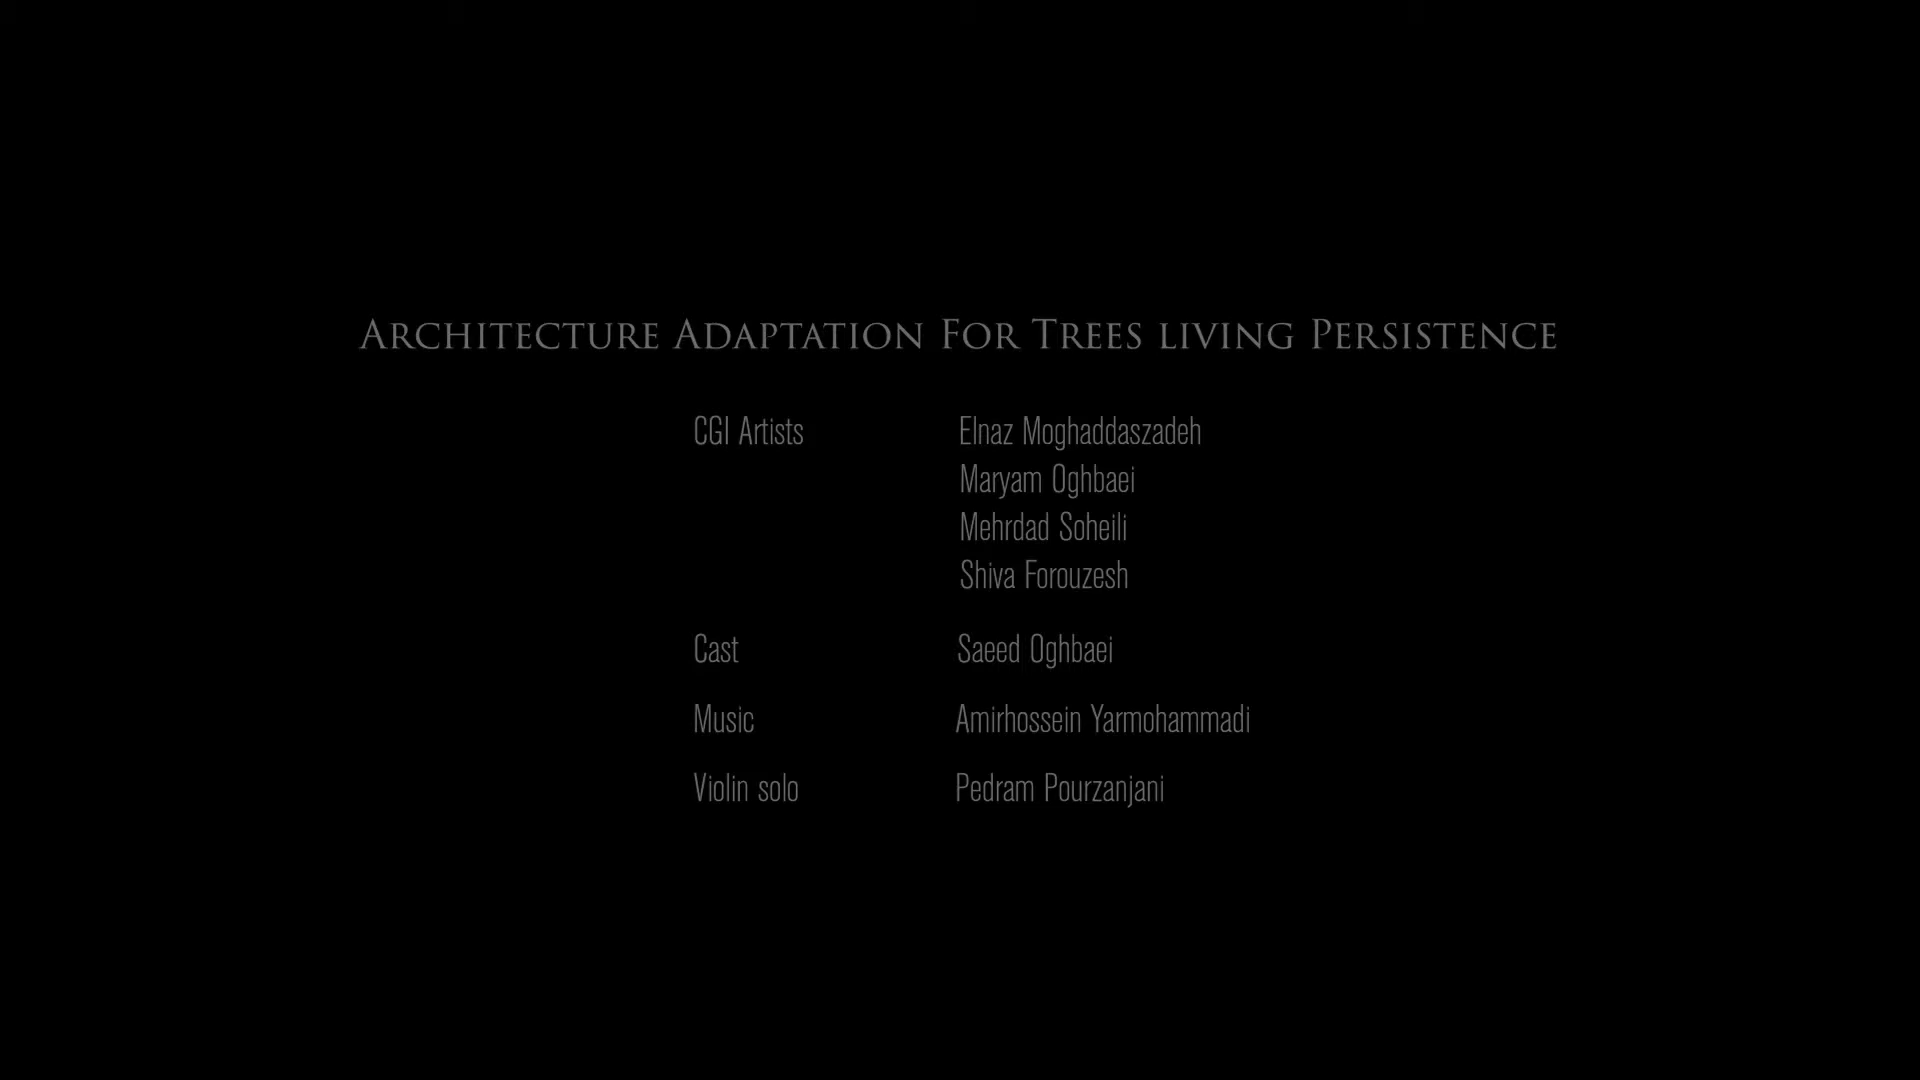 Architecture Adaptation For Trees living Persistence
CGI Artists Elnaz Moghaddaszadeh
Maryam Oghbaei
Mehrdad Soheili
Shiva Forouzesh
Cast Saeed Oghbaei
Music Amirhossein Yarmohammadi
Violin solo Pedram Pourzanjani